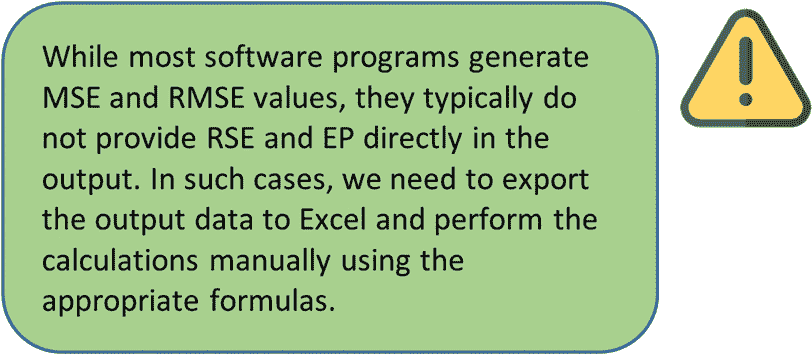 While most software programs generate
MSE and RMSE values, they typically do
not provide RSE and EP directly in the
output. In such cases, we need to export
the output data to Excel and perform the
calculations manually using the
appropriate formulas.